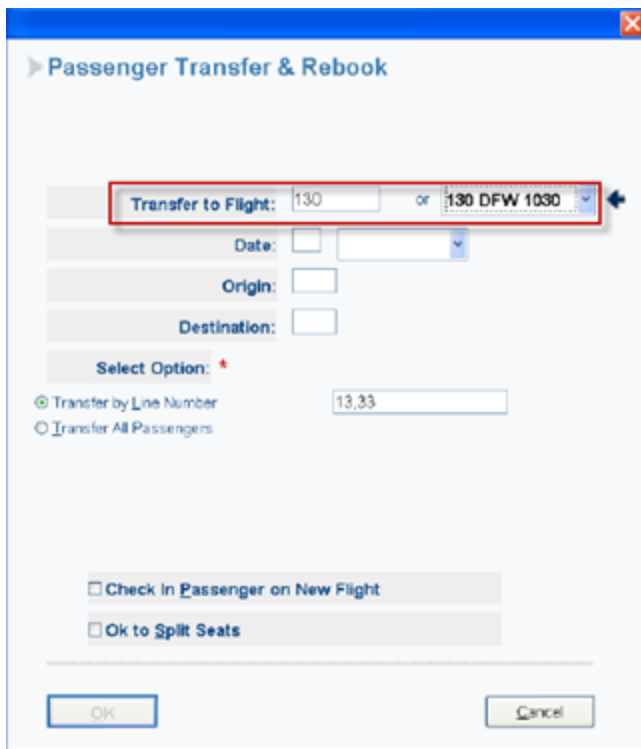 Passenger Transfer & Rebook
Transfer to Flight: 130 or 130 DFW 1030
Date:
Origin:
Destination:
Select Option: *
Transfer by Line Number 13,33
Transfer All Passengers
Check In Passenger on New Flight
Ok to Split Seats
OK Cancel